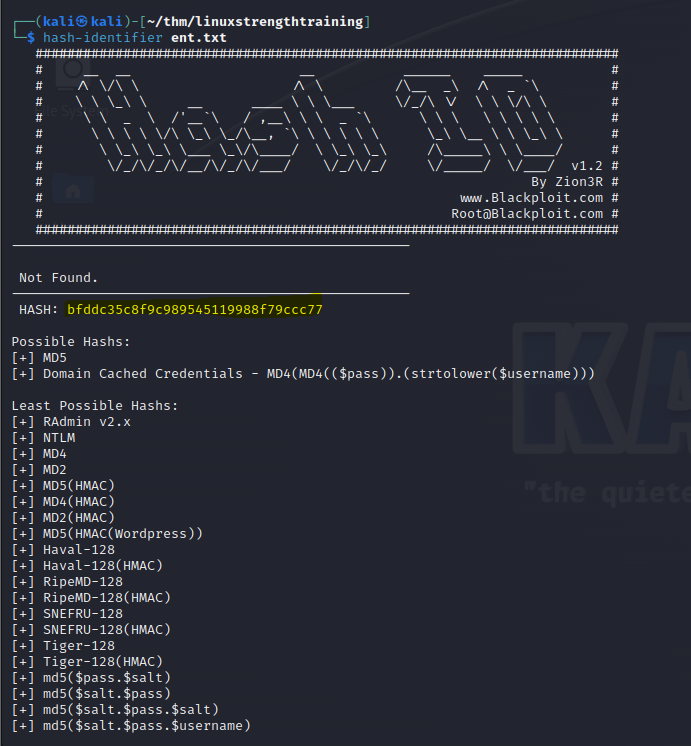 ┌──(kali㉿kali)-[~/thm/linuxstrengthtraining]
└─$ hash-identifier ent.txt
#########################################################################
# v1.2 #
# By Zion3R #
# www.Blackploit.com #
# Root@Blackploit.com #
#########################################################################
--------------------------------------------------
Not Found.
--------------------------------------------------
HASH: bfddc35c8f9c989545119988f79ccc77
Possible Hashs:
[+] MD5
[+] Domain Cached Credentials - MD4(MD4(($pass)).(strtolower($username)))
Least Possible Hashs:
[+] RAdmin v2.x
[+] NTLM
[+] MD4
[+] MD2
[+] MD5(HMAC)
[+] MD4(HMAC)
[+] MD2(HMAC)
[+] MD5(HMAC(Wordpress))
[+] Haval-128
[+] Haval-128(HMAC)
[+] RipeMD-128
[+] RipeMD-128(HMAC)
[+] SNEFRU-128
[+] SNEFRU-128(HMAC)
[+] Tiger-128
[+] Tiger-128(HMAC)
[+] md5($pass.$salt)
[+] md5($salt.$pass)
[+] md5($salt.$pass.$salt)
[+] md5($salt.$pass.$username)
KA
"the quiete